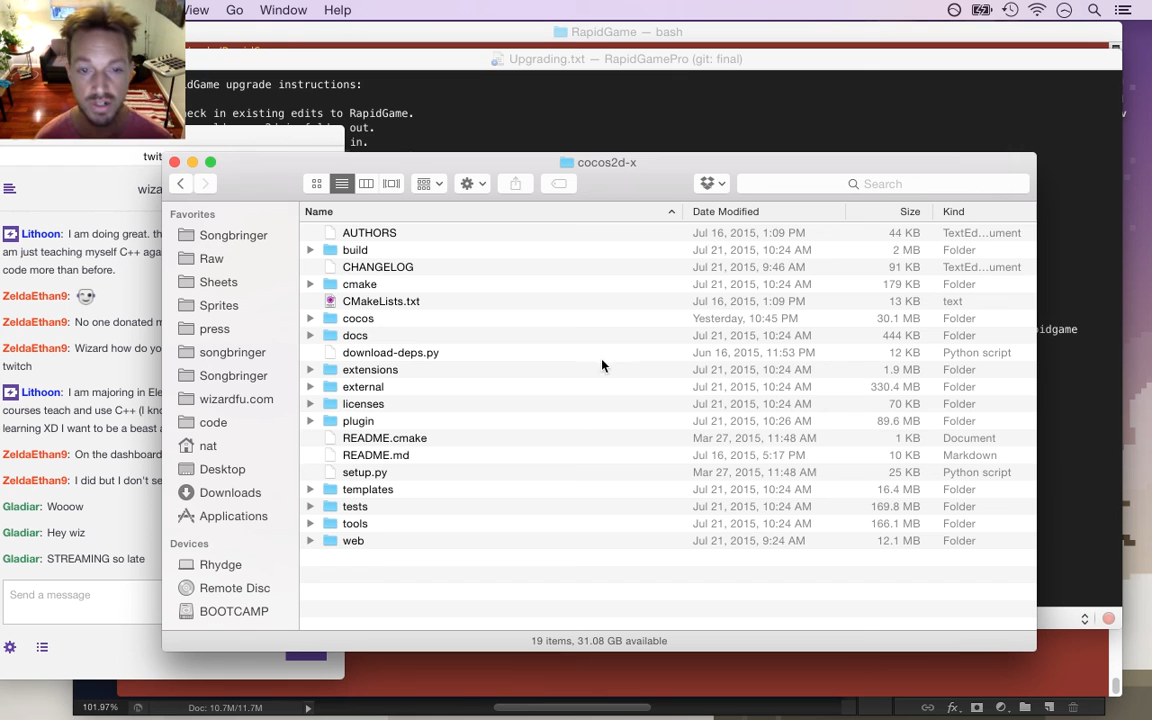 View Go Window Help
RapidGame — bash
Upgrading.txt — RapidGamePro (git: final)
idGame upgrade instructions:
heck in existing edits to RapidGame.
out.
in.
idgame
twit
wiza
Lithoon: I am doing great. th
am just teaching myself C++ aga
code more than before.
ZeldaEthan9:
ZeldaEthan9: No one donated m
ZeldaEthan9: Wizard how do yo
twitch
Lithoon: I am majoring in Ele
courses teach and use C++ (I kno
learning XD I want to be a beast a
ZeldaEthan9: On the dashboard
ZeldaEthan9: I did but I don't se
Gladiar: Wooow
Gladiar: Hey wiz
Gladiar: STREAMING so late
Send a message
cocos2d-x
Search
Favorites
Songbringer
Raw
Sheets
Sprites
press
songbringer
Songbringer
wizardfu.com
code
nat
Desktop
Downloads
Applications
Devices
Rhydge
Remote Disc
BOOTCAMP
Name Date Modified Size Kind
AUTHORS Jul 16, 2015, 1:09 PM 44 KB TextEd...ument
build Jul 21, 2015, 10:24 AM 2 MB Folder
CHANGELOG Jul 21, 2015, 9:46 AM 91 KB TextEd...ument
cmake Jul 21, 2015, 10:24 AM 179 KB Folder
CMakeLists.txt Jul 16, 2015, 1:09 PM 13 KB text
cocos Yesterday, 10:45 PM 30.1 MB Folder
docs Jul 21, 2015, 10:24 AM 444 KB Folder
download-deps.py Jun 16, 2015, 11:53 PM 12 KB Python script
extensions Jul 21, 2015, 10:24 AM 1.9 MB Folder
external Jul 21, 2015, 10:24 AM 330.4 MB Folder
licenses Jul 21, 2015, 10:24 AM 70 KB Folder
plugin Jul 21, 2015, 10:26 AM 89.6 MB Folder
README.cmake Mar 27, 2015, 11:48 AM 1 KB Document
README.md Jul 16, 2015, 5:17 PM 10 KB Markdown
setup.py Mar 27, 2015, 11:48 AM 25 KB Python script
templates Jul 21, 2015, 10:24 AM 16.4 MB Folder
tests Jul 21, 2015, 10:24 AM 169.8 MB Folder
tools Jul 21, 2015, 10:24 AM 166.1 MB Folder
web Jul 21, 2015, 9:24 AM 12.1 MB Folder
19 items, 31.08 GB available
101.97% Doc: 10.7M/11.7M